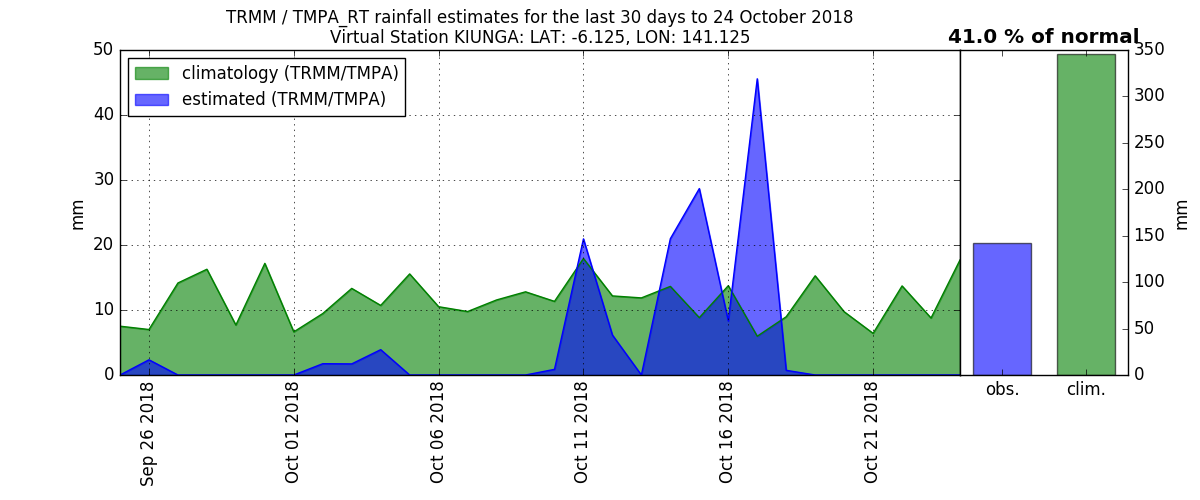 TRMM / TMPA_RT rainfall estimates for the last 30 days to 24 October 2018
Virtual Station KIUNGA: LAT: -6.125, LON: 141.125
41.0 % of normal
climatology (TRMM/TMPA)
estimated (TRMM/TMPA)
mm
50
40
30
20
10
0
Sep 26 2018
Oct 01 2018
Oct 06 2018
Oct 11 2018
Oct 16 2018
Oct 21 2018
obs.
clim.
350
300
250
200
150
100
50
0
mm